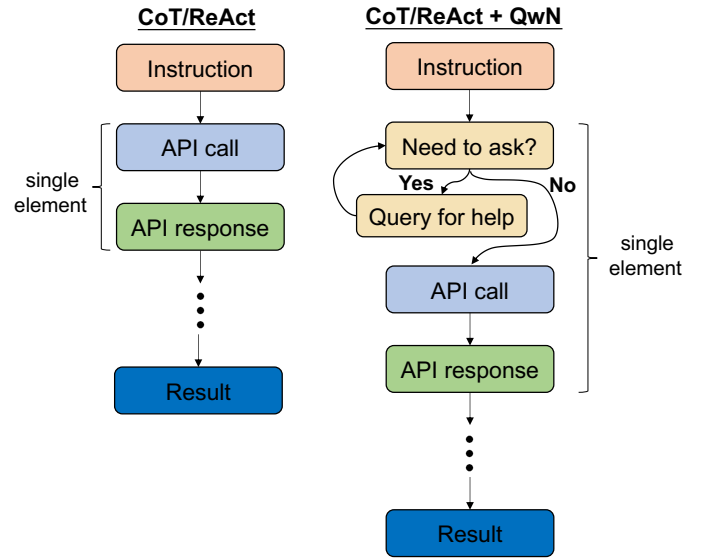 CoT/ReAct
Instruction
API call
single
element
API response
Result
CoT/ReAct + QwN
Instruction
Need to ask?
Yes
No
Query for help
single
element
API call
API response
Result